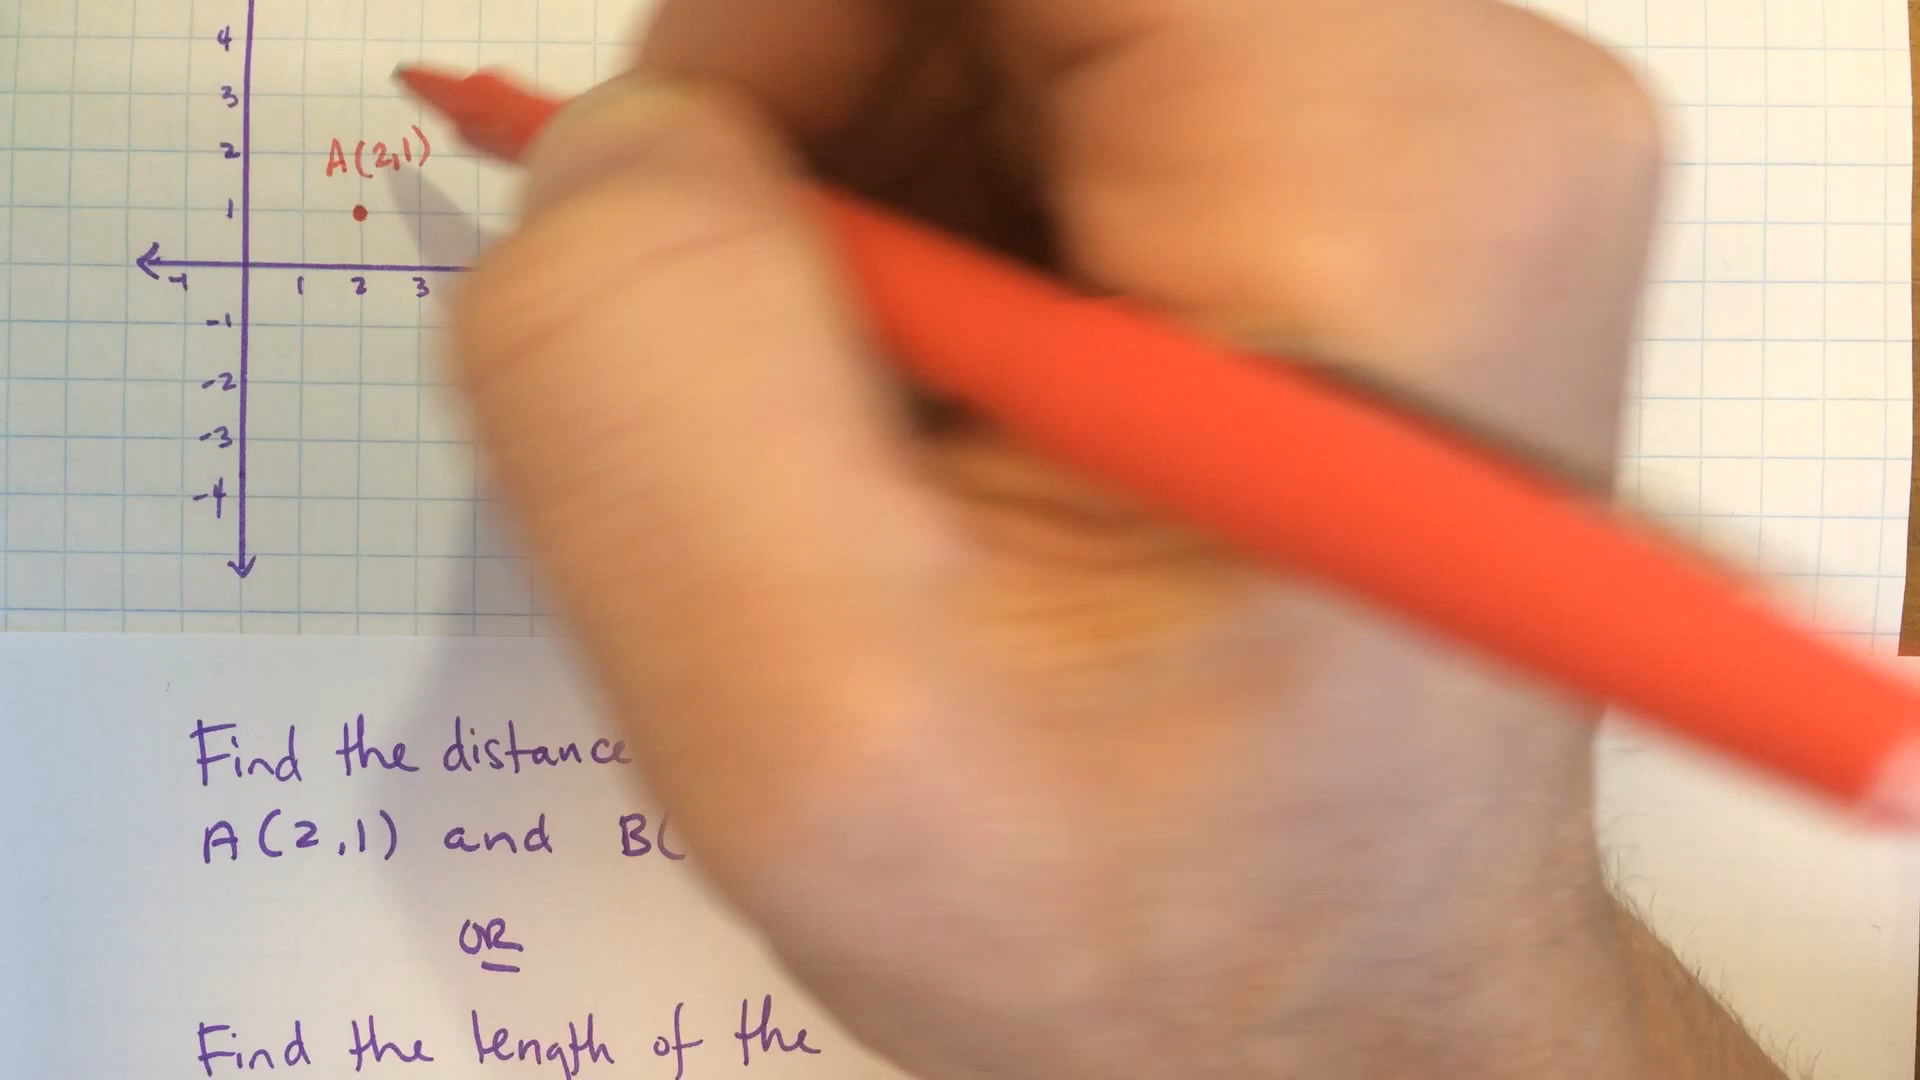 4
3
2
A(2,1)
1
-1 1 2 3
-1
-2
-3
-4
Find the distance
A(2,1) and B(
OR
Find the length of the